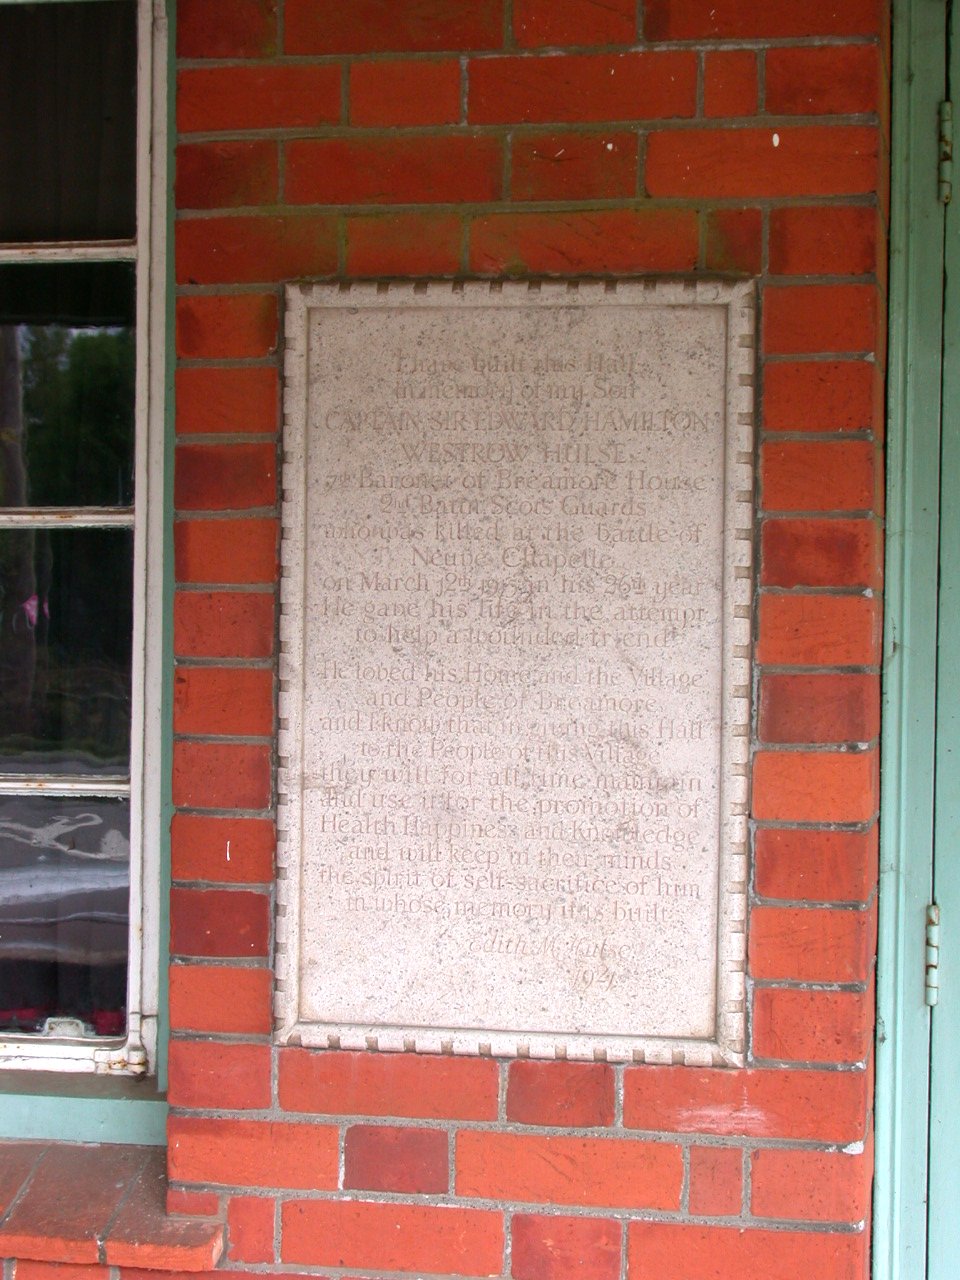 I have built this Hall
in memory of my Son
CAPTAIN SIR EDWARD HAMILTON
WESTROW HULSE
7th Baronet of Breamore House
2nd Battn Scots Guards
who was killed at the battle of
Neuve Chapelle
on March 12th 1915 in his 26th year
He gave his life in the attempt
to help a wounded friend
He loved his Home and the Village
and People of Breamore
and I know that in giving this Hall
to the People of this Village
they will for all time maintain
and use it for the promotion of
Health Happiness and Knowledge
and will keep in their minds
the spirit of self-sacrifice of him
in whose memory it is built
Edith M. Hulse
1921